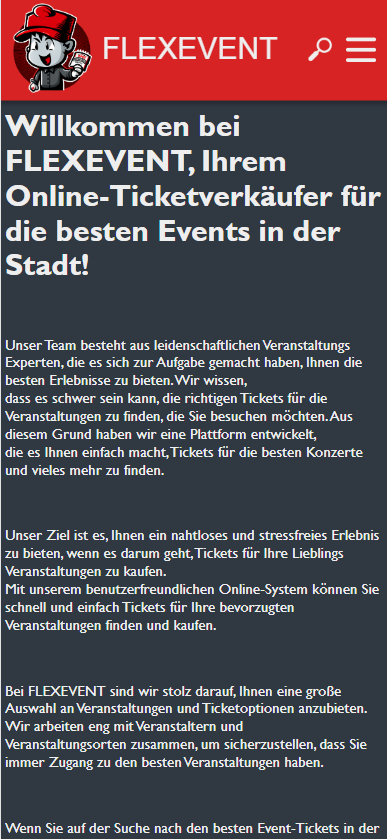 FLEXEVENT
Willkommen bei
FLEXEVENT, Ihrem
Online-Ticketverkäufer für
die besten Events in der
Stadt!
Unser Team besteht aus leidenschaftlichen Veranstaltungs
Experten, die es sich zur Aufgabe gemacht haben, Ihnen die
besten Erlebnisse zu bieten. Wir wissen,
dass es schwer sein kann, die richtigen Tickets für die
Veranstaltungen zu finden, die Sie besuchen möchten. Aus
diesem Grund haben wir eine Plattform entwickelt,
die es Ihnen einfach macht, Tickets für die besten Konzerte
und vieles mehr zu finden.
Unser Ziel ist es, Ihnen ein nahtloses und stressfreies Erlebnis
zu bieten, wenn es darum geht, Tickets für Ihre Lieblings
Veranstaltungen zu kaufen.
Mit unserem benutzerfreundlichen Online-System können Sie
schnell und einfach Tickets für Ihre bevorzugten
Veranstaltungen finden und kaufen.
Bei FLEXEVENT sind wir stolz darauf, Ihnen eine große
Auswahl an Veranstaltungen und Ticketoptionen anzubieten.
Wir arbeiten eng mit Veranstaltern und
Veranstaltungsorten zusammen, um sicherzustellen, dass Sie
immer Zugang zu den besten Veranstaltungen haben.
Wenn Sie auf der Suche nach den besten Event-Tickets in der